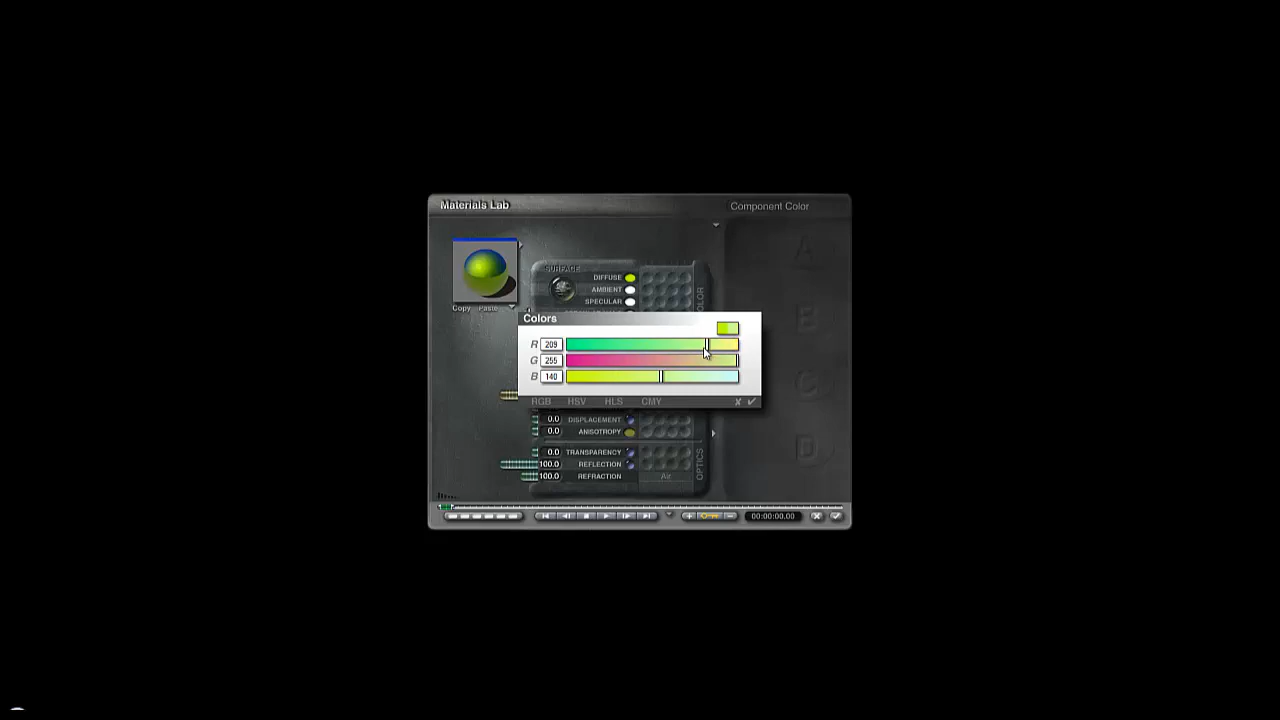 Materials Lab
Component Color
Copy Paste
SURFACE
DIFFUSE
AMBIENT
SPECULAR
Colors
R 209
G 255
B 140
RGB HSV HLS CMY
0.0 DISPLACEMENT
0.0 ANISOTROPY
0.0 TRANSPARENCY
100.0 REFLECTION
100.0 REFRACTION
Air
OPTICS
A
B
C
D
00:00:00.00